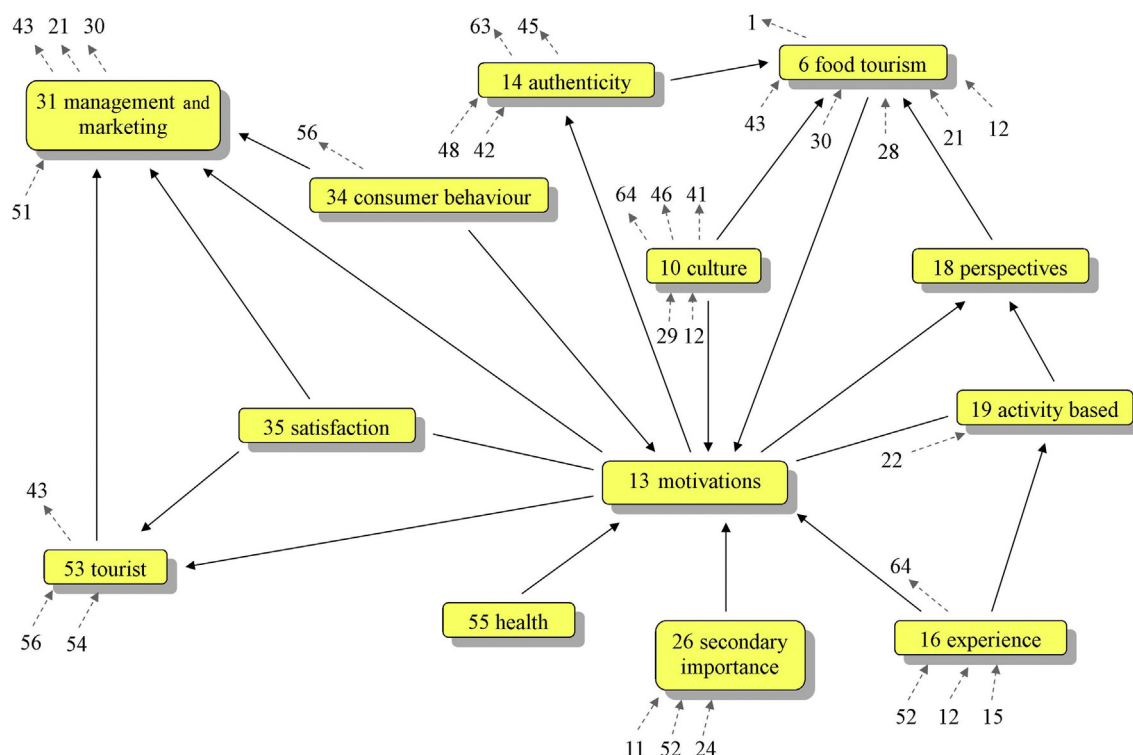 43 21 30
63 45
1
31 management and
marketing
14 authenticity
6 food tourism
48 42
43 30 28 21 12
56
51
34 consumer behaviour
64 46 41
10 culture
18 perspectives
29 12
35 satisfaction
19 activity based
22
13 motivations
43
53 tourist
64
56 54
55 health
26 secondary
importance
16 experience
11 52 24
52 12 15